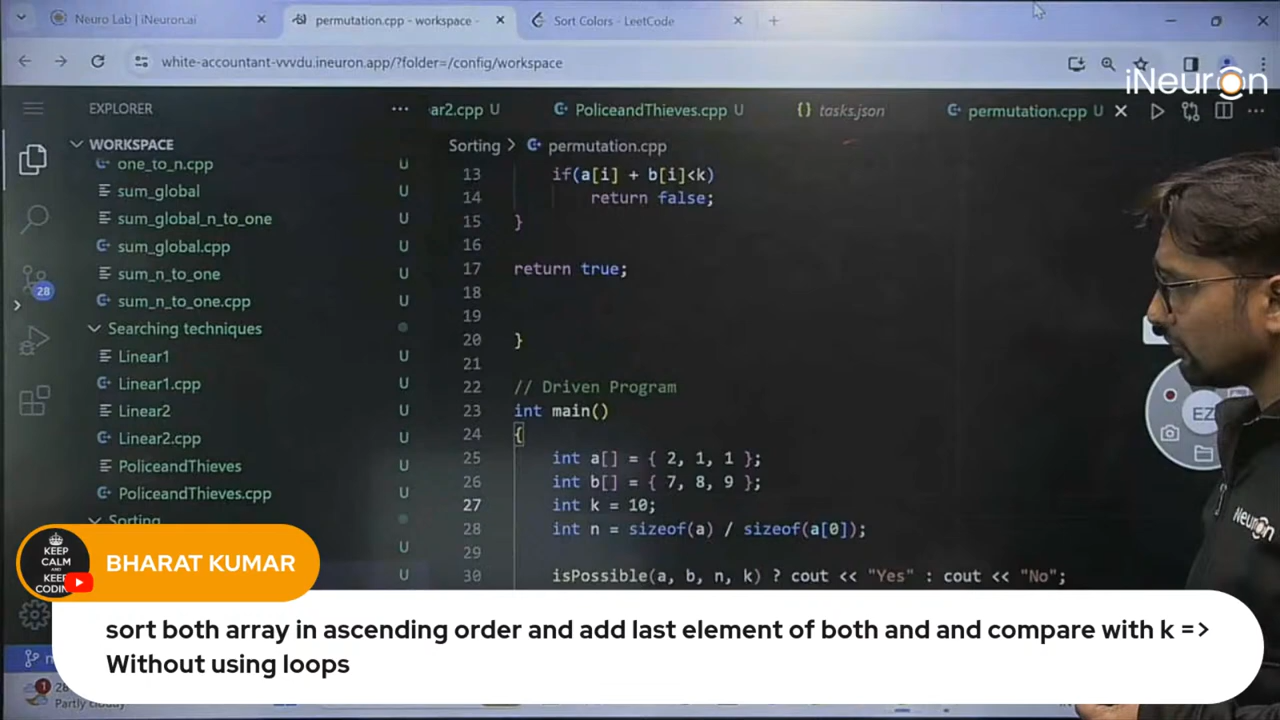 Neuro Lab | iNeuron.ai
permutation.cpp - workspace -
Sort Colors - LeetCode
white-accountant-vvvdu.ineuron.app/?folder=/config/workspace
iNeuron
EXPLORER
ar2.cpp U
PoliceandThieves.cpp U
{} tasks.json
permutation.cpp U
WORKSPACE
Sorting > permutation.cpp
one_to_n.cpp U
sum_global U
sum_global_n_to_one U
sum_global.cpp U
sum_n_to_one U
sum_n_to_one.cpp U
28
Searching techniques
Linear1 U
Linear1.cpp U
Linear2 U
Linear2.cpp U
PoliceandThieves U
PoliceandThieves.cpp U
Sorting
U
U
13 if(a[i] + b[i]<k)
14 return false;
15 }
16
17 return true;
18
19
20 }
21
22 // Driven Program
23 int main()
24 {
25 int a[] = { 2, 1, 1 };
26 int b[] = { 7, 8, 9 };
27 int k = 10;
28 int n = sizeof(a) / sizeof(a[0]);
29
30 isPossible(a, b, n, k) ? cout << "Yes" : cout << "No";
EZ
iNeuron
KEEP
CALM
AND
KEEP
CODING
BHARAT KUMAR
sort both array in ascending order and add last element of both and and compare with k =>
Without using loops
1
Partly cloudy